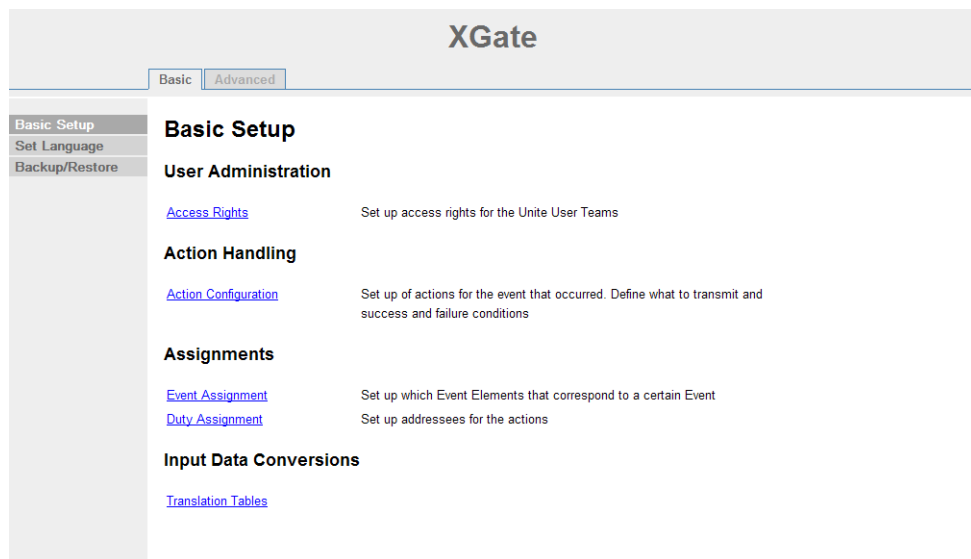 XGate
Basic Advanced
Basic Setup
Set Language
Backup/Restore
Basic Setup
User Administration
Access Rights Set up access rights for the Unite User Teams
Action Handling
Action Configuration Set up of actions for the event that occurred. Define what to transmit and
success and failure conditions
Assignments
Event Assignment Set up which Event Elements that correspond to a certain Event
Duty Assignment Set up addressees for the actions
Input Data Conversions
Translation Tables